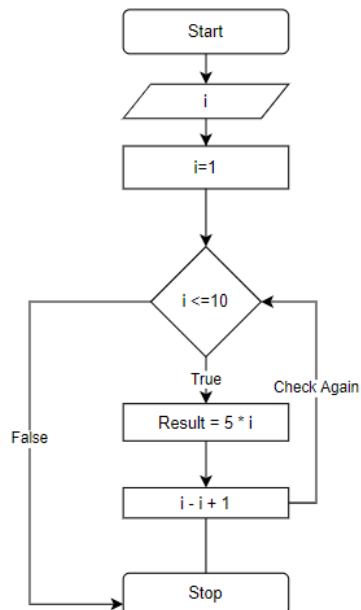 Start
i
i=1
i <=10
True
Check Again
Result = 5 * i
False
i - i + 1
Stop